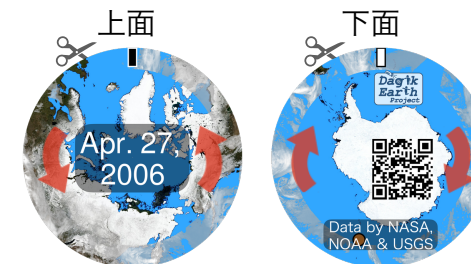 上面
下面
Apr. 27,
2006
Dagik
Earth
Project
Data by NASA,
NOAA & USGS